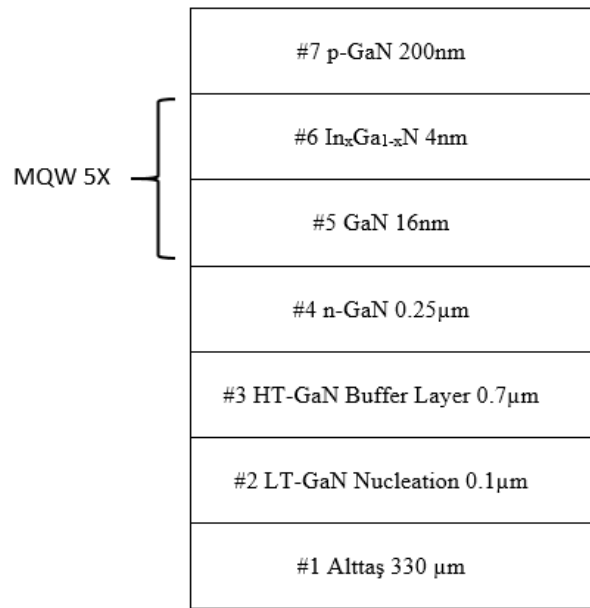 #7 p-GaN 200nm
MQW 5X
#6 InₓGa₁₋ₓN 4nm
#5 GaN 16nm
#4 n-GaN 0.25µm
#3 HT-GaN Buffer Layer 0.7µm
#2 LT-GaN Nucleation 0.1µm
#1 Alttaş 330 µm